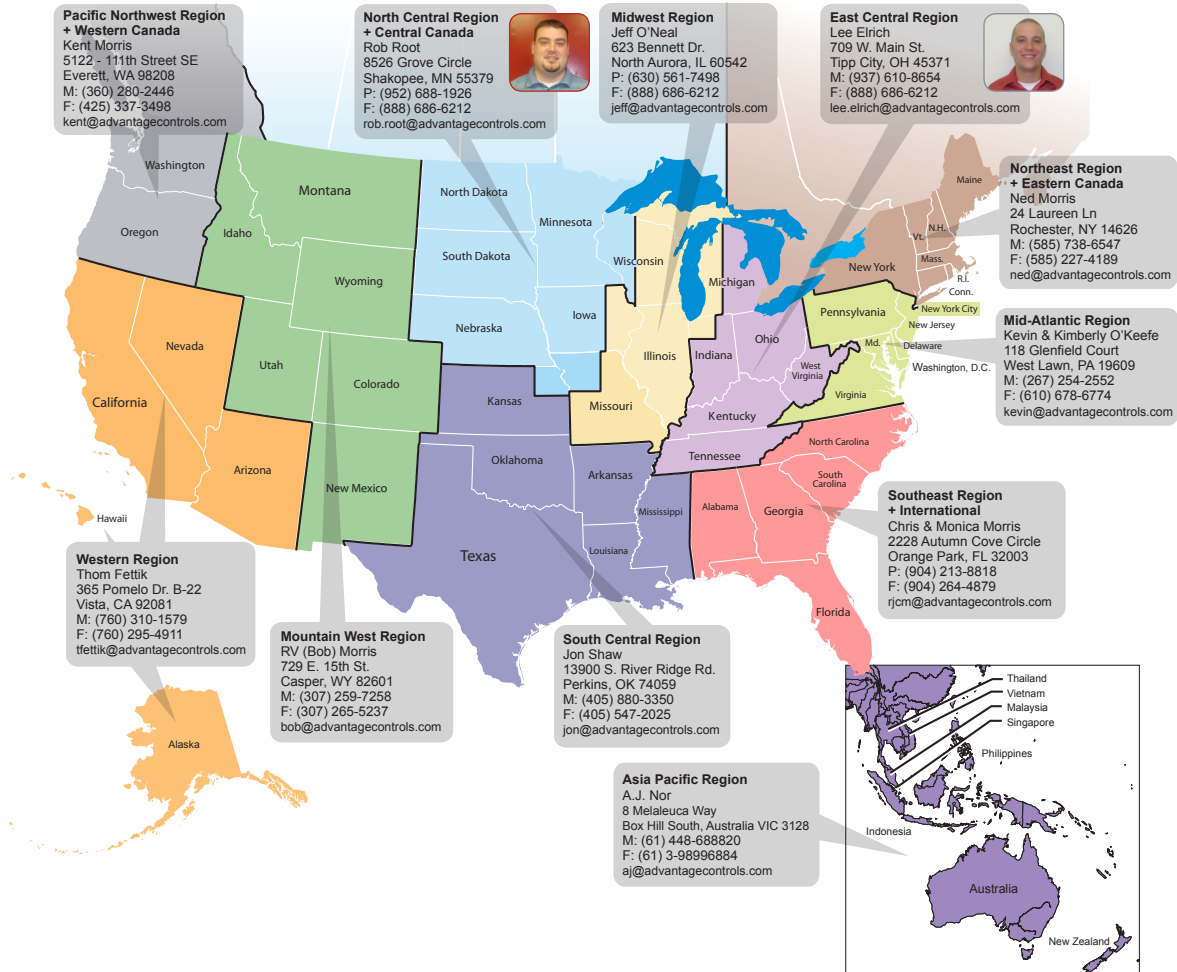 Pacific Northwest Region
+ Western Canada
Kent Morris
5122 - 111th Street SE
Everett, WA 98208
M: (360) 280-2446
F: (425) 337-3498
kent@advantagecontrols.com
North Central Region
+ Central Canada
Rob Root
8526 Grove Circle
Shakopee, MN 55379
P: (952) 688-1926
F: (888) 686-6212
rob.root@advantagecontrols.com
Midwest Region
Jeff O'Neal
623 Bennett Dr.
North Aurora, IL 60542
P: (630) 561-7498
F: (888) 686-6212
jeff@advantagecontrols.com
East Central Region
Lee Elrich
709 W. Main St.
Tipp City, OH 45371
M: (937) 610-8654
F: (888) 686-6212
lee.elrich@advantagecontrols.com
Northeast Region
+ Eastern Canada
Ned Morris
24 Laureen Ln
Rochester, NY 14626
M: (585) 738-6547
F: (585) 227-4189
ned@advantagecontrols.com
Mid-Atlantic Region
Kevin & Kimberly O'Keefe
118 Glenfield Court
West Lawn, PA 19609
M: (267) 254-2552
F: (610) 678-6774
kevin@advantagecontrols.com
Southeast Region
+ International
Chris & Monica Morris
2228 Autumn Cove Circle
Orange Park, FL 32003
P: (904) 213-8818
F: (904) 264-4879
rjcm@advantagecontrols.com
Western Region
Thom Fettik
365 Pomelo Dr. B-22
Vista, CA 92081
M: (760) 310-1579
F: (760) 295-4911
tfettik@advantagecontrols.com
Mountain West Region
RV (Bob) Morris
729 E. 15th St.
Casper, WY 82601
M: (307) 259-7258
F: (307) 265-5237
bob@advantagecontrols.com
South Central Region
Jon Shaw
13900 S. River Ridge Rd.
Perkins, OK 74059
M: (405) 880-3350
F: (405) 547-2025
jon@advantagecontrols.com
Asia Pacific Region
A.J. Nor
8 Melaleuca Way
Box Hill South, Australia VIC 3128
M: (61) 448-688820
F: (61) 3-98996884
aj@advantagecontrols.com
Washington
Oregon
Montana
Idaho
Wyoming
Utah
Colorado
New Mexico
Nevada
California
Arizona
Hawaii
Alaska
North Dakota
South Dakota
Nebraska
Minnesota
Iowa
Wisconsin
Illinois
Missouri
Michigan
Indiana
Ohio
West
Virginia
Kentucky
Tennessee
Kansas
Oklahoma
Texas
Arkansas
Louisiana
Mississippi
Alabama
Georgia
Florida
South
Carolina
North Carolina
Virginia
Md.
Pennsylvania
New York
Vt.
N.H.
Maine
Mass.
R.I.
Conn.
New York City
New Jersey
Delaware
Washington, D.C.
Thailand
Vietnam
Malaysia
Singapore
Philippines
Indonesia
Australia
New Zealand